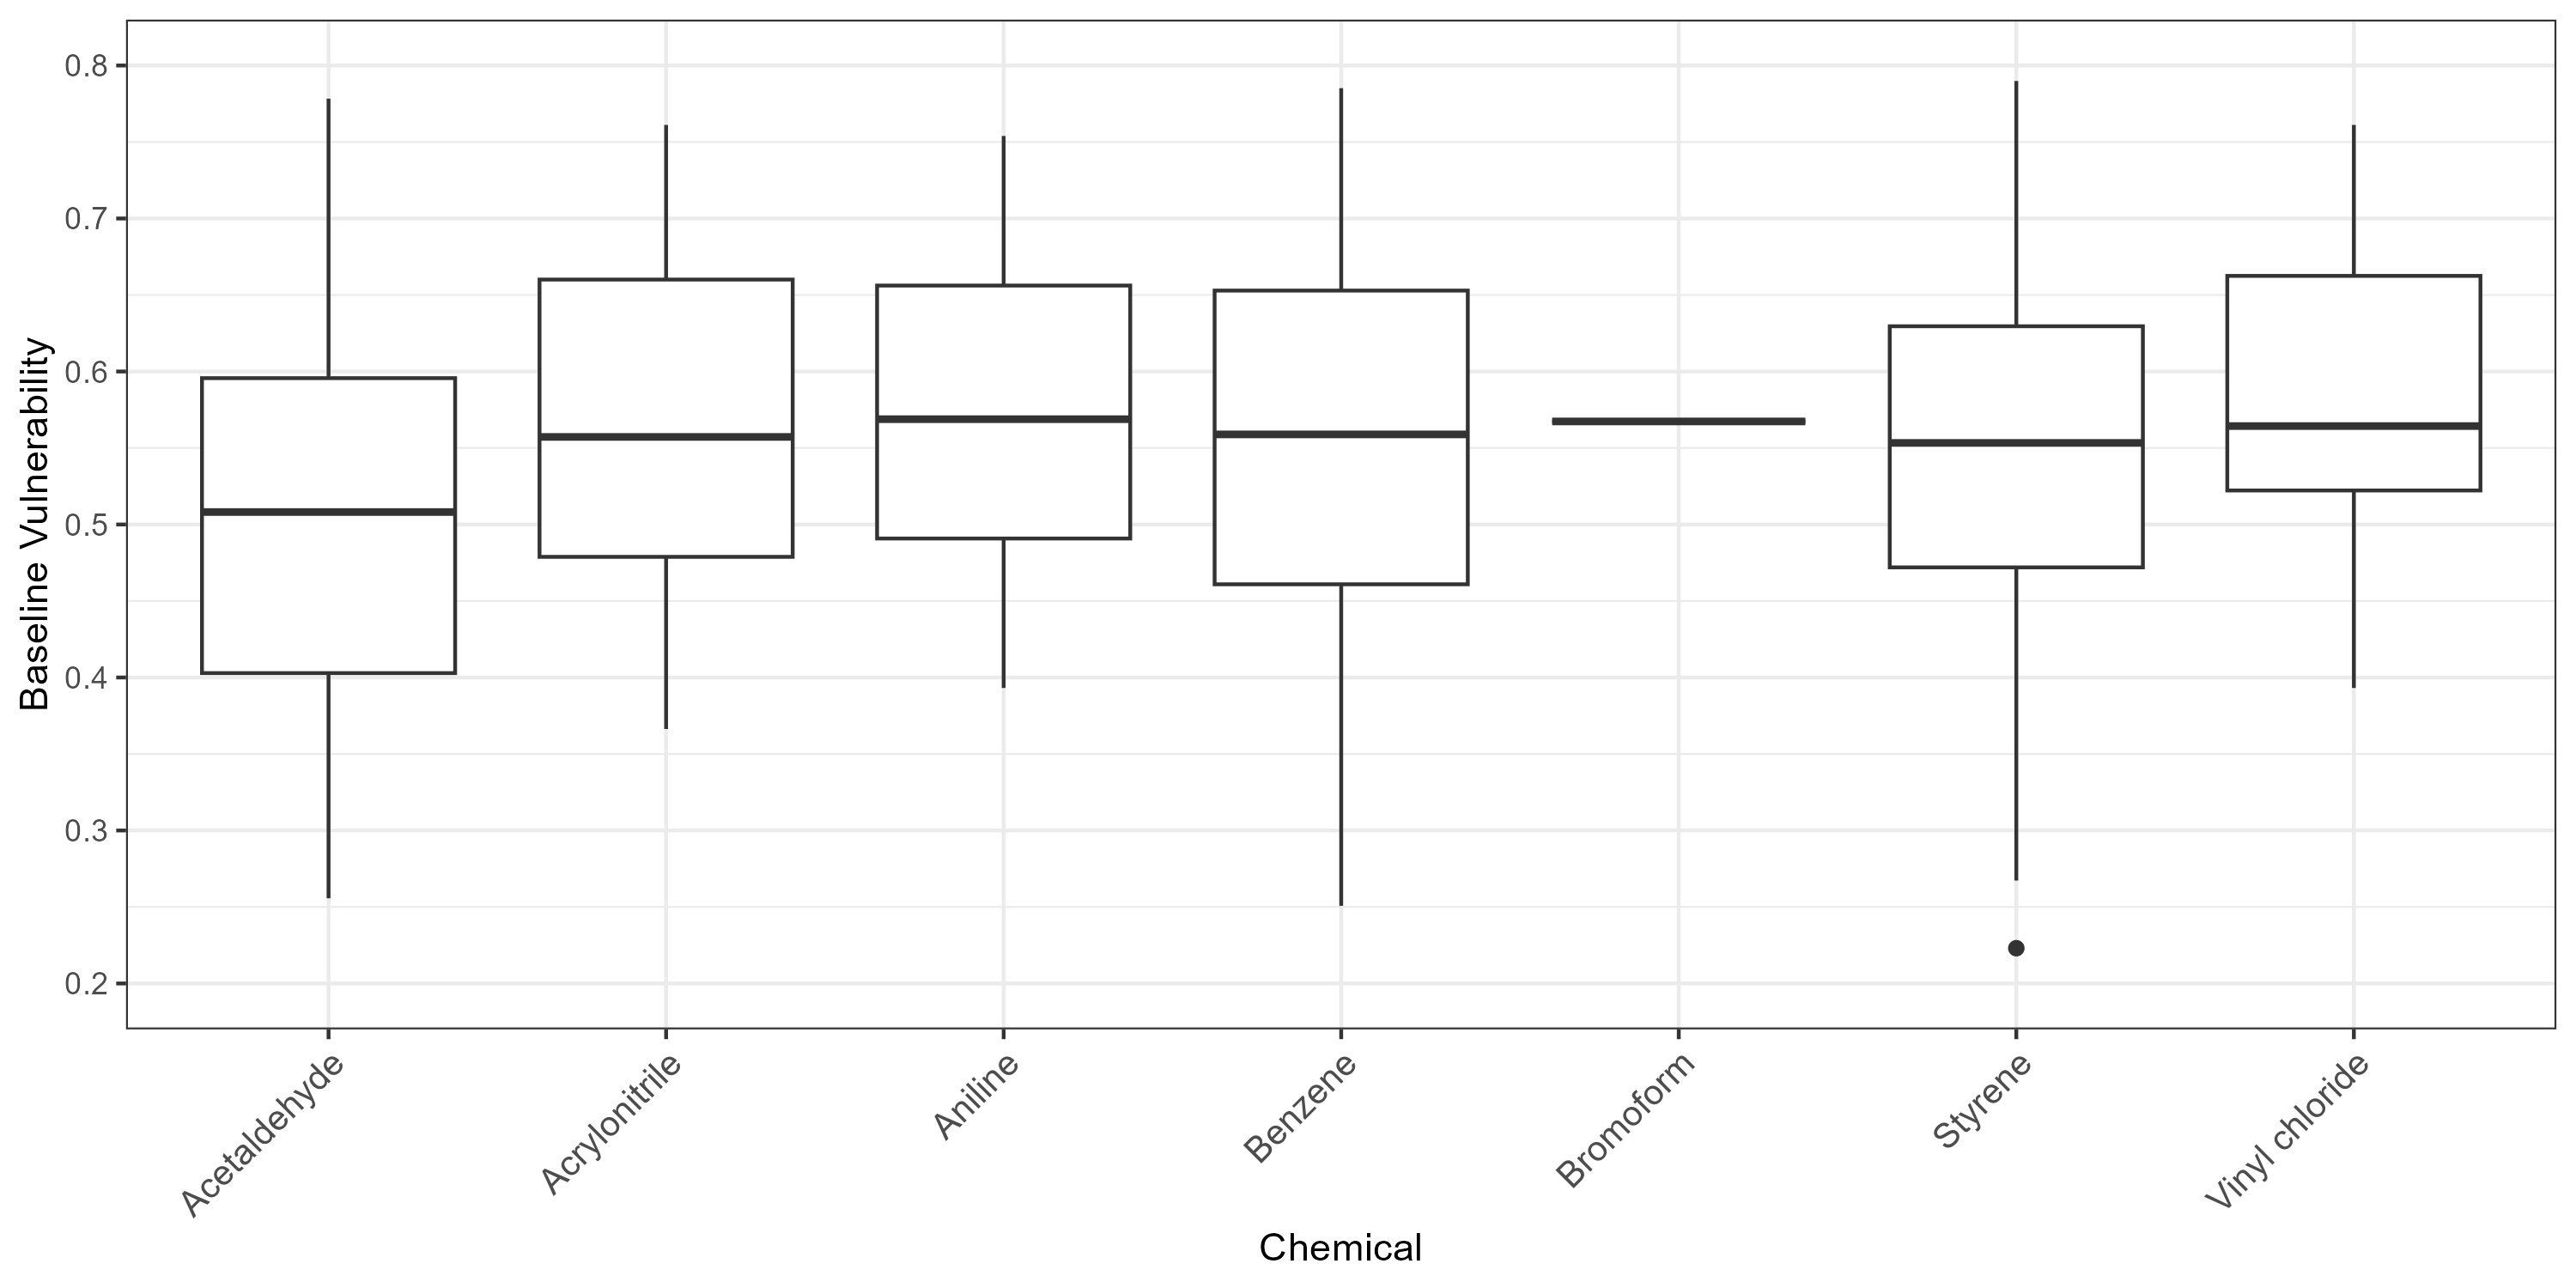 Baseline Vulnerability
0.8
0.7
0.6
0.5
0.4
0.3
0.2
Acetaldehyde
Acrylonitrile
Aniline
Benzene
Bromoform
Styrene
Vinyl chloride
Chemical